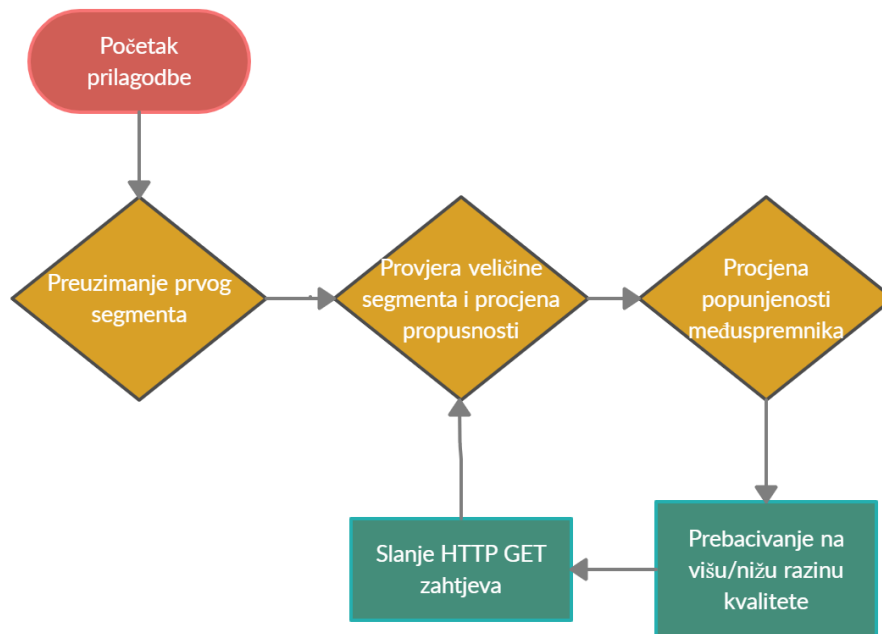 Početak
prilagodbe
Preuzimanje prvog
segmenta
Provjera veličine
segmenta i procjena
propusnosti
Procjena
popunjenosti
međuspremnika
Slanje HTTP GET
zahtjeva
Prebacivanje na
višu/nižu razinu
kvalitete